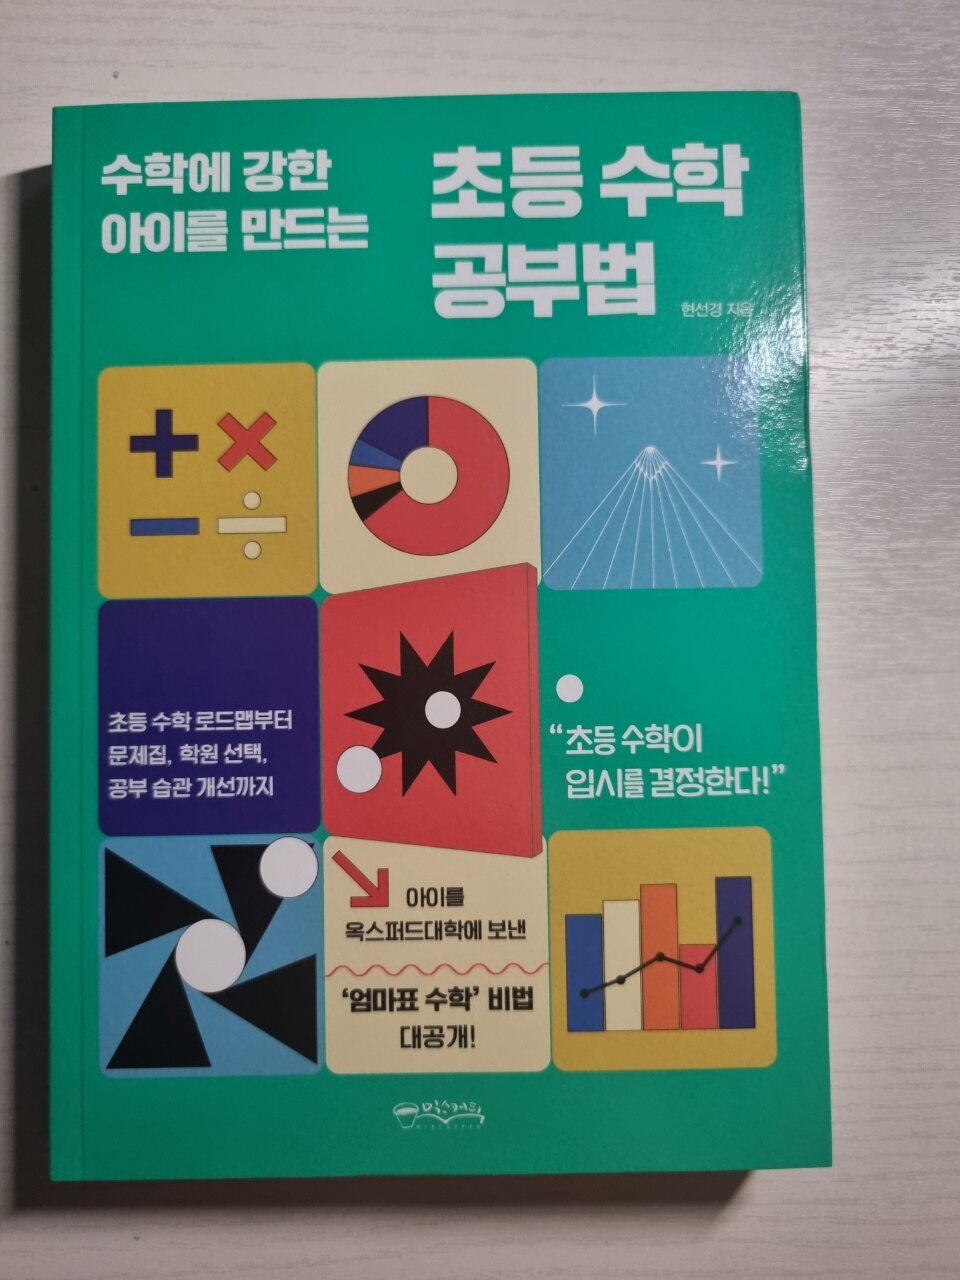 수학에 강한
아이를 만드는
초등 수학
공부법
현선경 지음
초등 수학 로드맵부터
문제집, 학원 선택,
공부 습관 개선까지
“초등 수학이
입시를 결정한다!”
아이를
옥스퍼드대학에 보낸
‘엄마표 수학’ 비법
대공개!
믹스커피